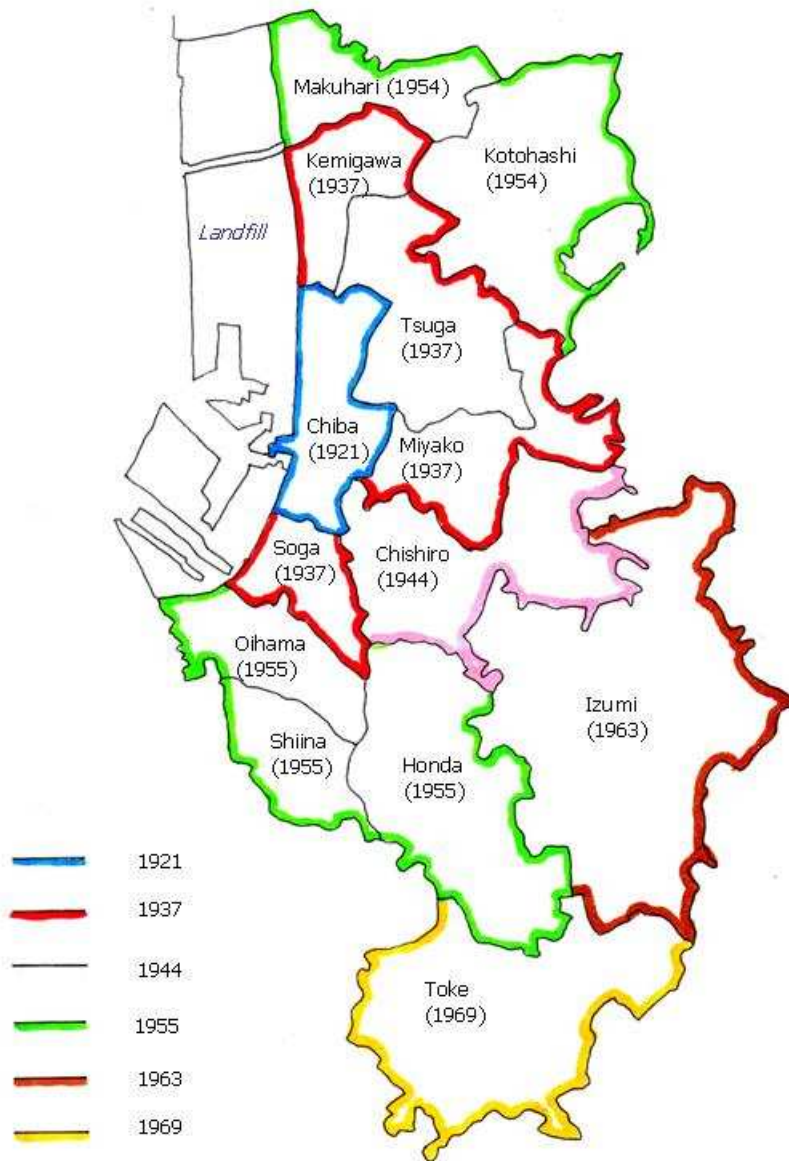 Makuhari (1954)
Kemigawa
(1937)
Kotohashi
(1954)
Landfill
Tsuga
(1937)
Chiba
(1921)
Miyako
(1937)
Soga
(1937)
Chishiro
(1944)
Oihama
(1955)
Izumi
(1963)
Shiina
(1955)
Honda
(1955)
Toke
(1969)
1921
1937
1944
1955
1963
1969